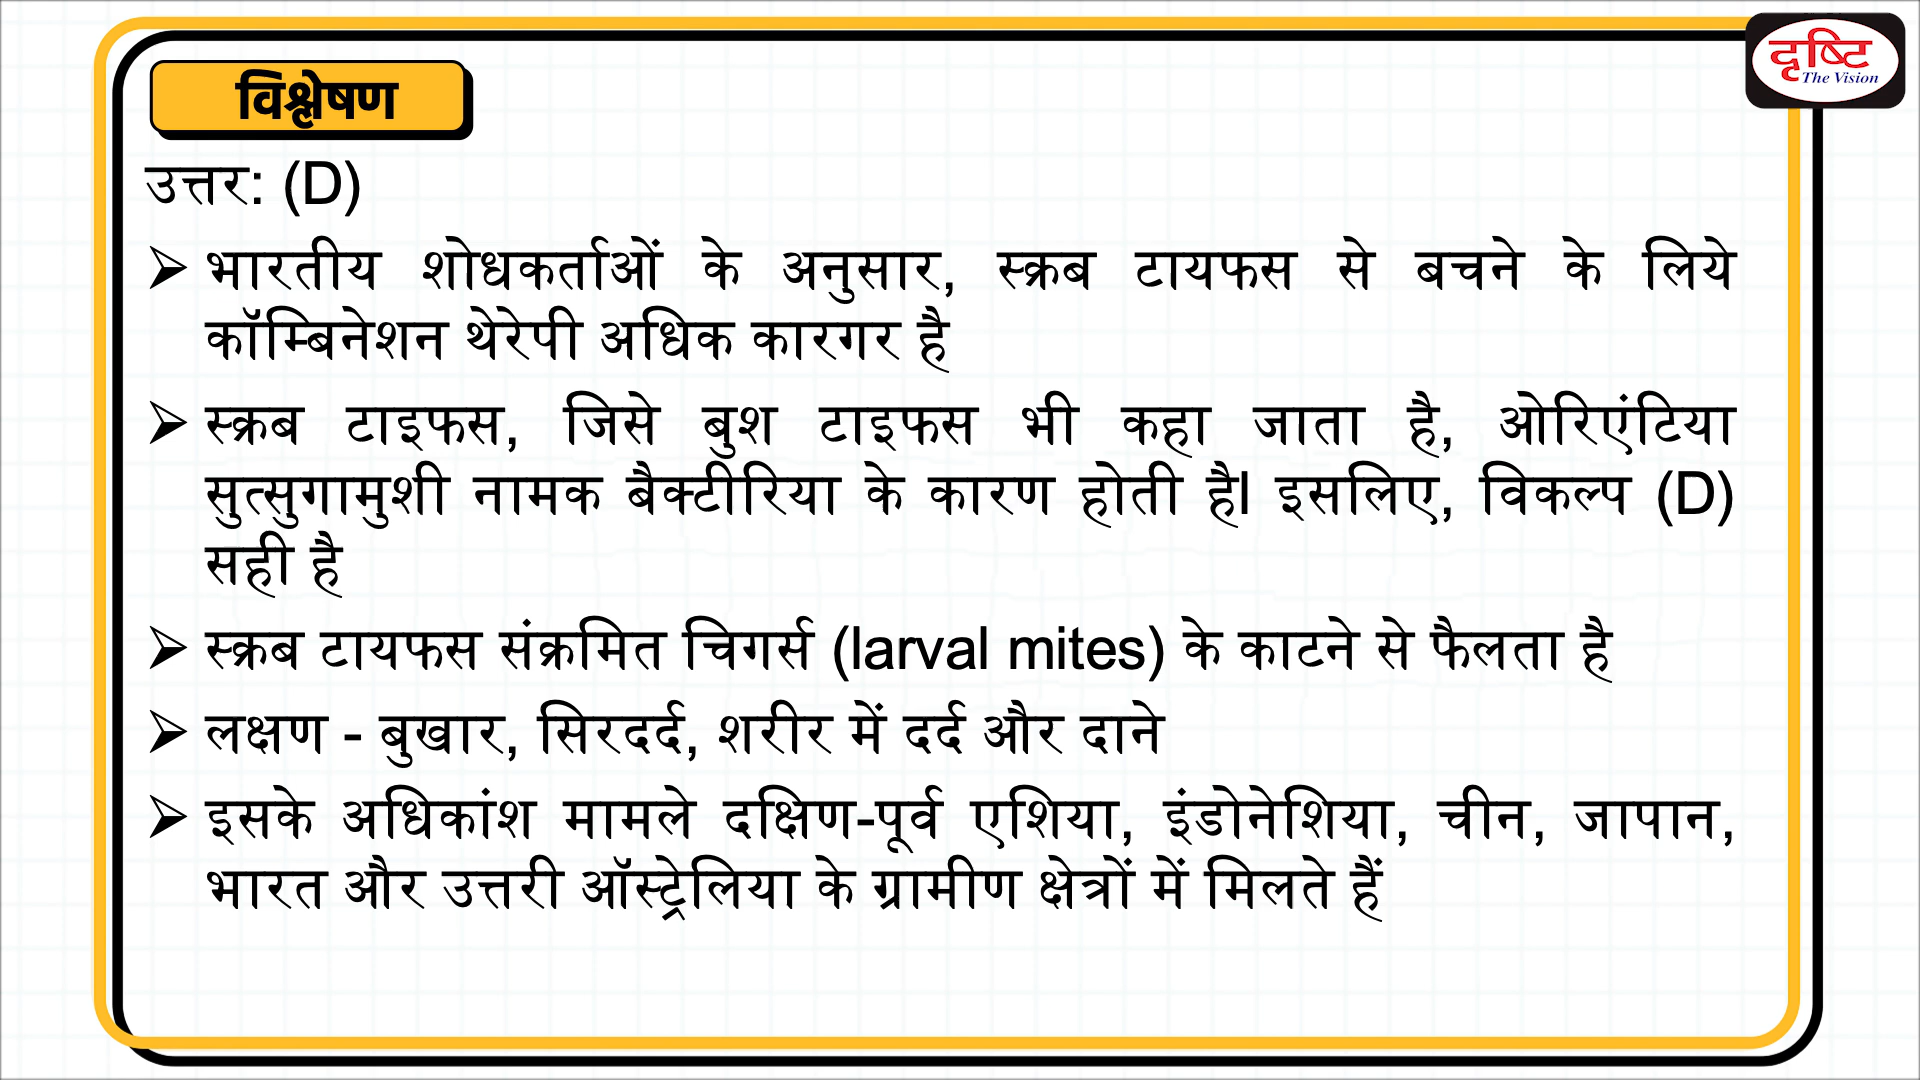 दृष्टि
The Vision
विश्लेषण
उत्तर: (D)
➢ भारतीय शोधकर्ताओं के अनुसार, स्क्रब टायफस से बचने के लिये
कॉम्बिनेशन थेरेपी अधिक कारगर है
➢ स्क्रब टाइफस, जिसे बुश टाइफस भी कहा जाता है, ओरिएंटिया
सुत्सुगामुशी नामक बैक्टीरिया के कारण होती है। इसलिए, विकल्प (D)
सही है
➢ स्क्रब टायफस संक्रमित चिगर्स (larval mites) के काटने से फैलता है
➢ लक्षण - बुखार, सिरदर्द, शरीर में दर्द और दाने
➢ इसके अधिकांश मामले दक्षिण-पूर्व एशिया, इंडोनेशिया, चीन, जापान,
भारत और उत्तरी ऑस्ट्रेलिया के ग्रामीण क्षेत्रों में मिलते हैं